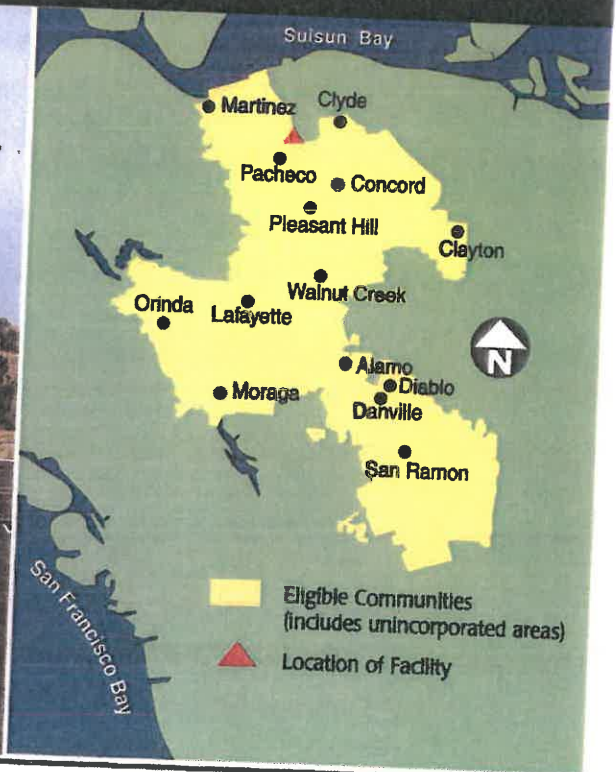 Suisun Bay
Martinez
Clyde
Pacheco
Concord
Pleasant Hill
Clayton
Walnut Creek
Orinda
Lafayette
N
Alamo
Diablo
Danville
Moraga
San Ramon
San Francisco Bay
Eligible Communities
(includes unincorporated areas)
Location of Facility